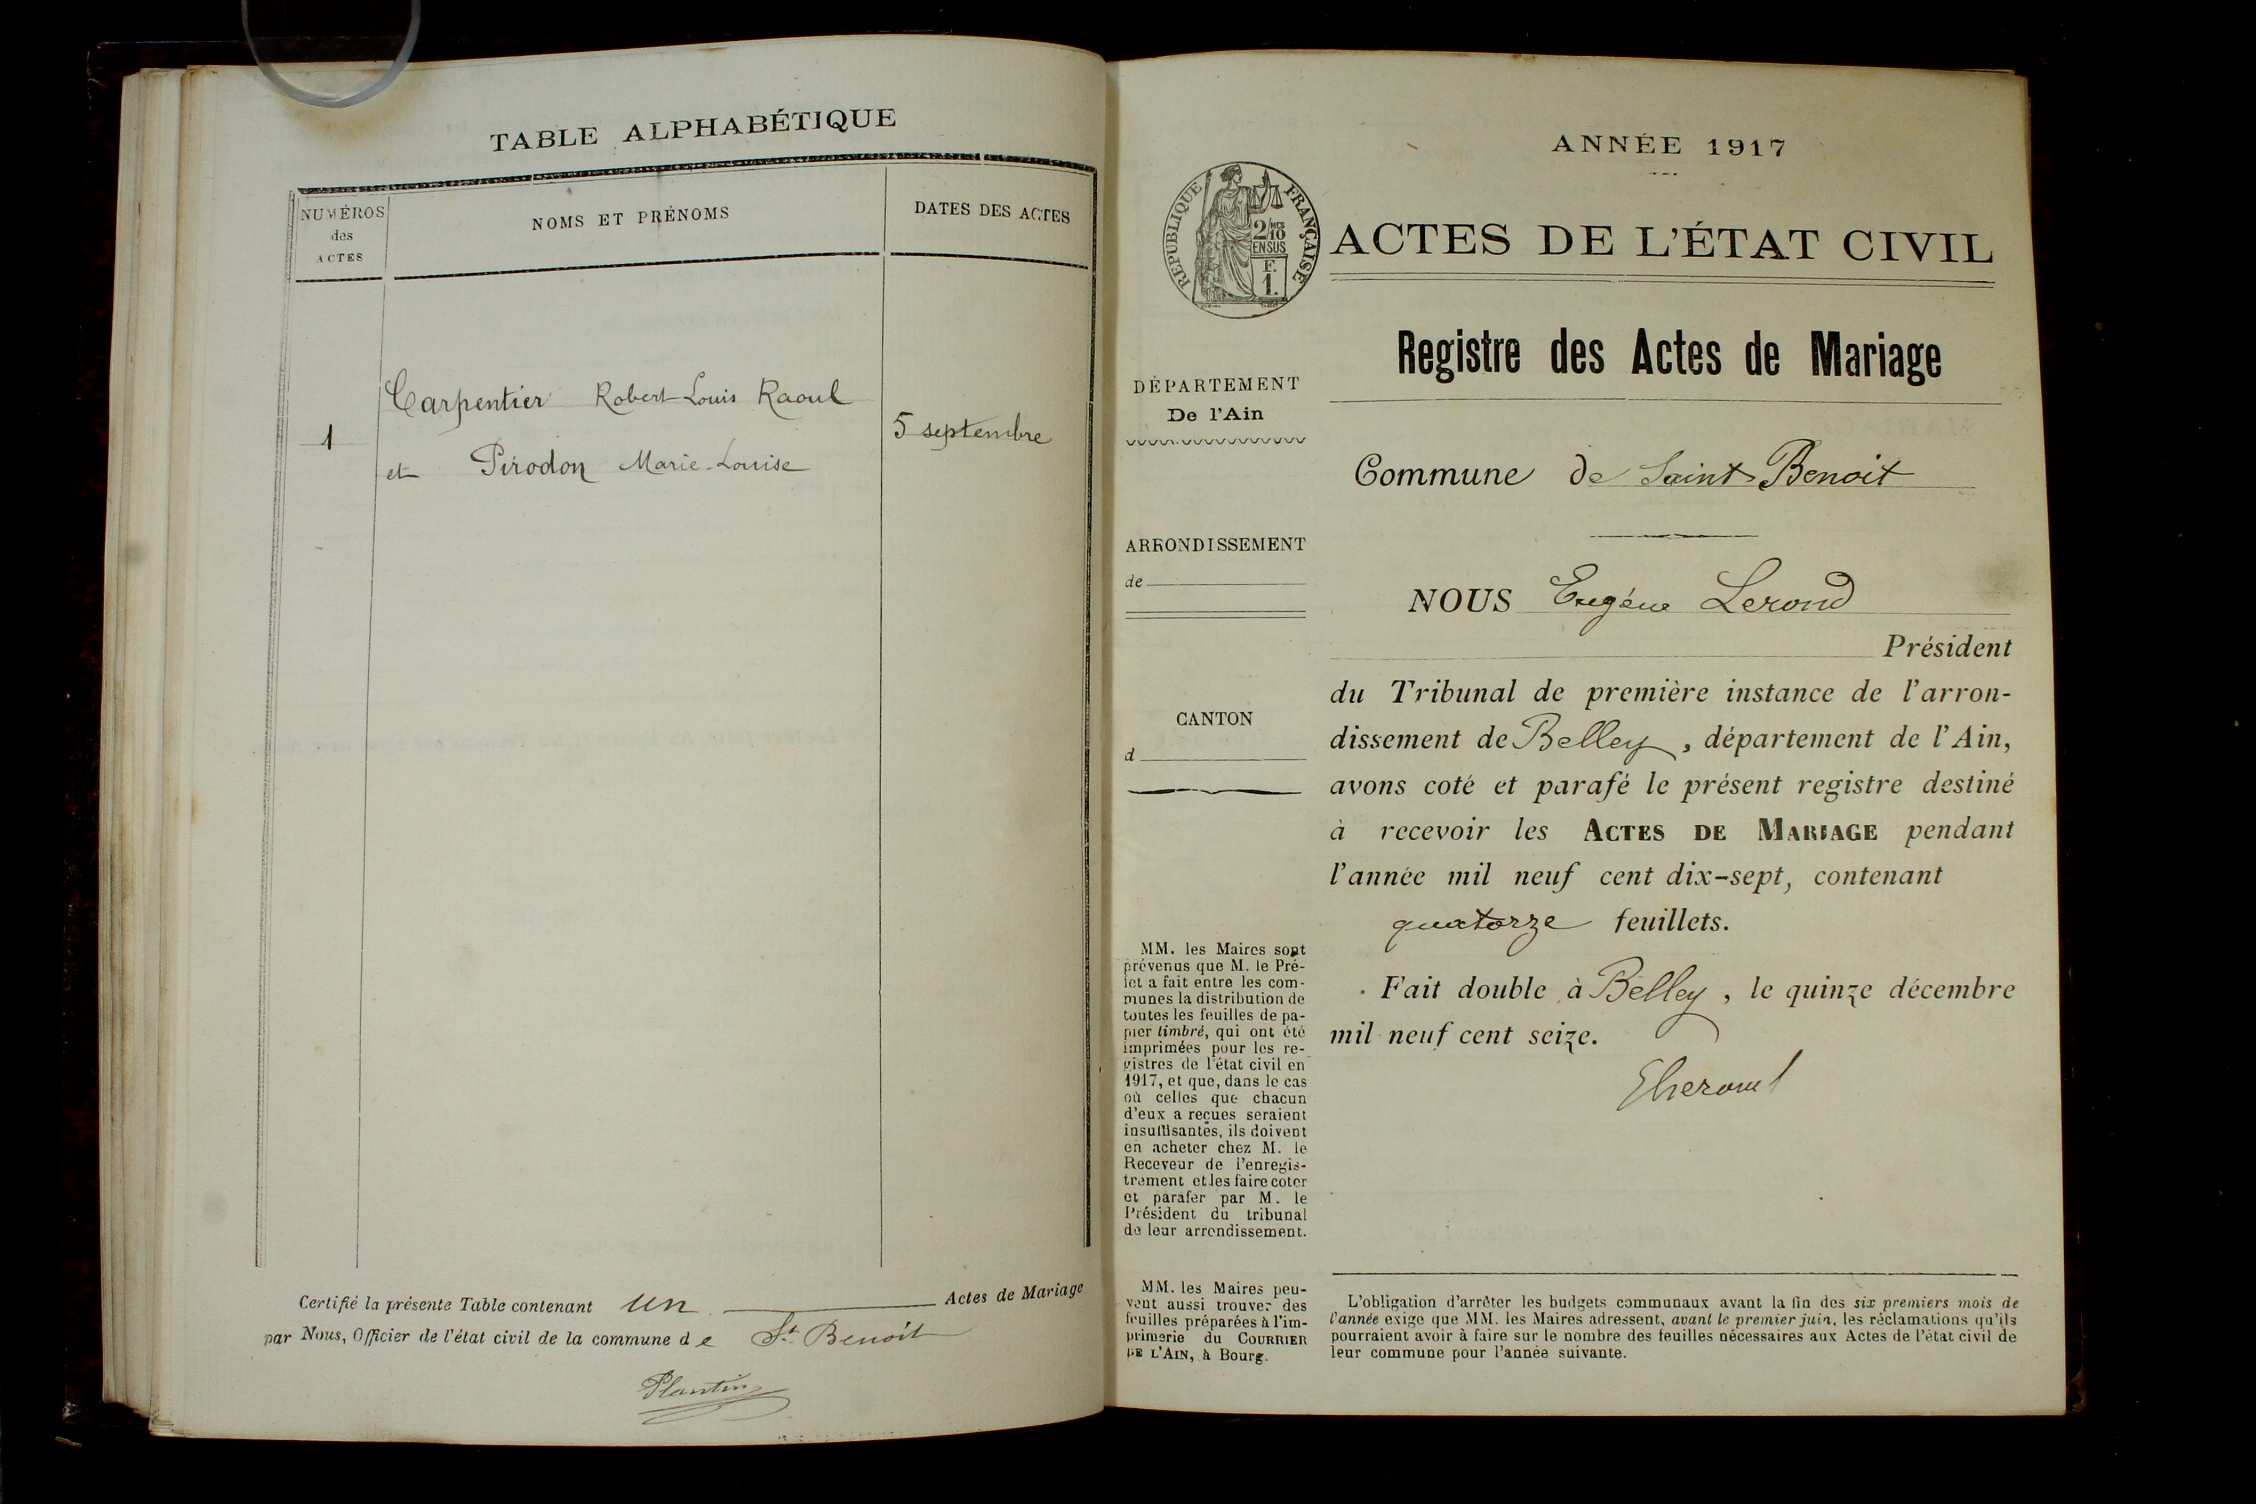 TABLE ALPHABÉTIQUE
NUMÉROS
des
ACTES
NOMS ET PRÉNOMS
DATES DES ACTES
Carpentier Robert Louis Raoul
1
5 septembre
et Pirodon Marie-Louise
Certifié la présente Table contenant un Actes de Mariage
par Nous, Officier de l'état civil de la commune de St Benoit
Plantin
ANNÉE 1917
RÉPUBLIQUE FRANÇAISE
2/10
EN SUS
F.
1.
ACTES DE L'ÉTAT CIVIL
Registre des Actes de Mariage
DÉPARTEMENT
De l'Ain
ARRONDISSEMENT
de
CANTON
d
MM. les Maires sont
prévenus que M. le Pré-
fet a fait entre les com-
munes la distribution de
toutes les feuilles de pa-
pier timbré, qui ont été
imprimées pour les re-
gistres de l'état civil en
1917, et que, dans le cas
où celles que chacun
d'eux a reçues seraient
insuffisantes, ils doivent
en acheter chez M. le
Receveur de l'enregis-
trement et les faire coter
et parafer par M. le
Président du tribunal
de leur arrondissement.
MM. les Maires peu-
vent aussi trouver des
feuilles préparées à l'im-
primerie du COURRIER
DE L'AIN, à Bourg.
Commune de Saint Benoit
NOUS Eugène Lerond
Président
du Tribunal de première instance de l'arron-
dissement de Belley, département de l'Ain,
avons coté et parafé le présent registre destiné
à recevoir les ACTES DE MARIAGE pendant
l'année mil neuf cent dix-sept, contenant
quatorze feuillets.
Fait double à Belley, le quinze décembre
mil neuf cent seize.
L'obligation d'arrêter les budgets communaux avant la fin des six premiers mois de
l'année exige que MM. les Maires adressent, avant le premier juin, les réclamations qu'ils
pourraient avoir à faire sur le nombre des feuilles nécessaires aux Actes de l'état civil de
leur commune pour l'année suivante.